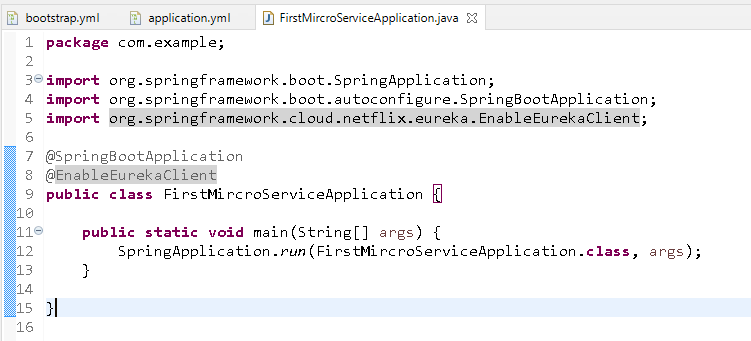 bootstrap.yml application.yml FirstMircroServiceApplication.java
1 package com.example;
2
3 import org.springframework.boot.SpringApplication;
4 import org.springframework.boot.autoconfigure.SpringBootApplication;
5 import org.springframework.cloud.netflix.eureka.EnableEurekaClient;
6
7 @SpringBootApplication
8 @EnableEurekaClient
9 public class FirstMircroServiceApplication {
10
11     public static void main(String[] args) {
12         SpringApplication.run(FirstMircroServiceApplication.class, args);
13     }
14
15 }
16